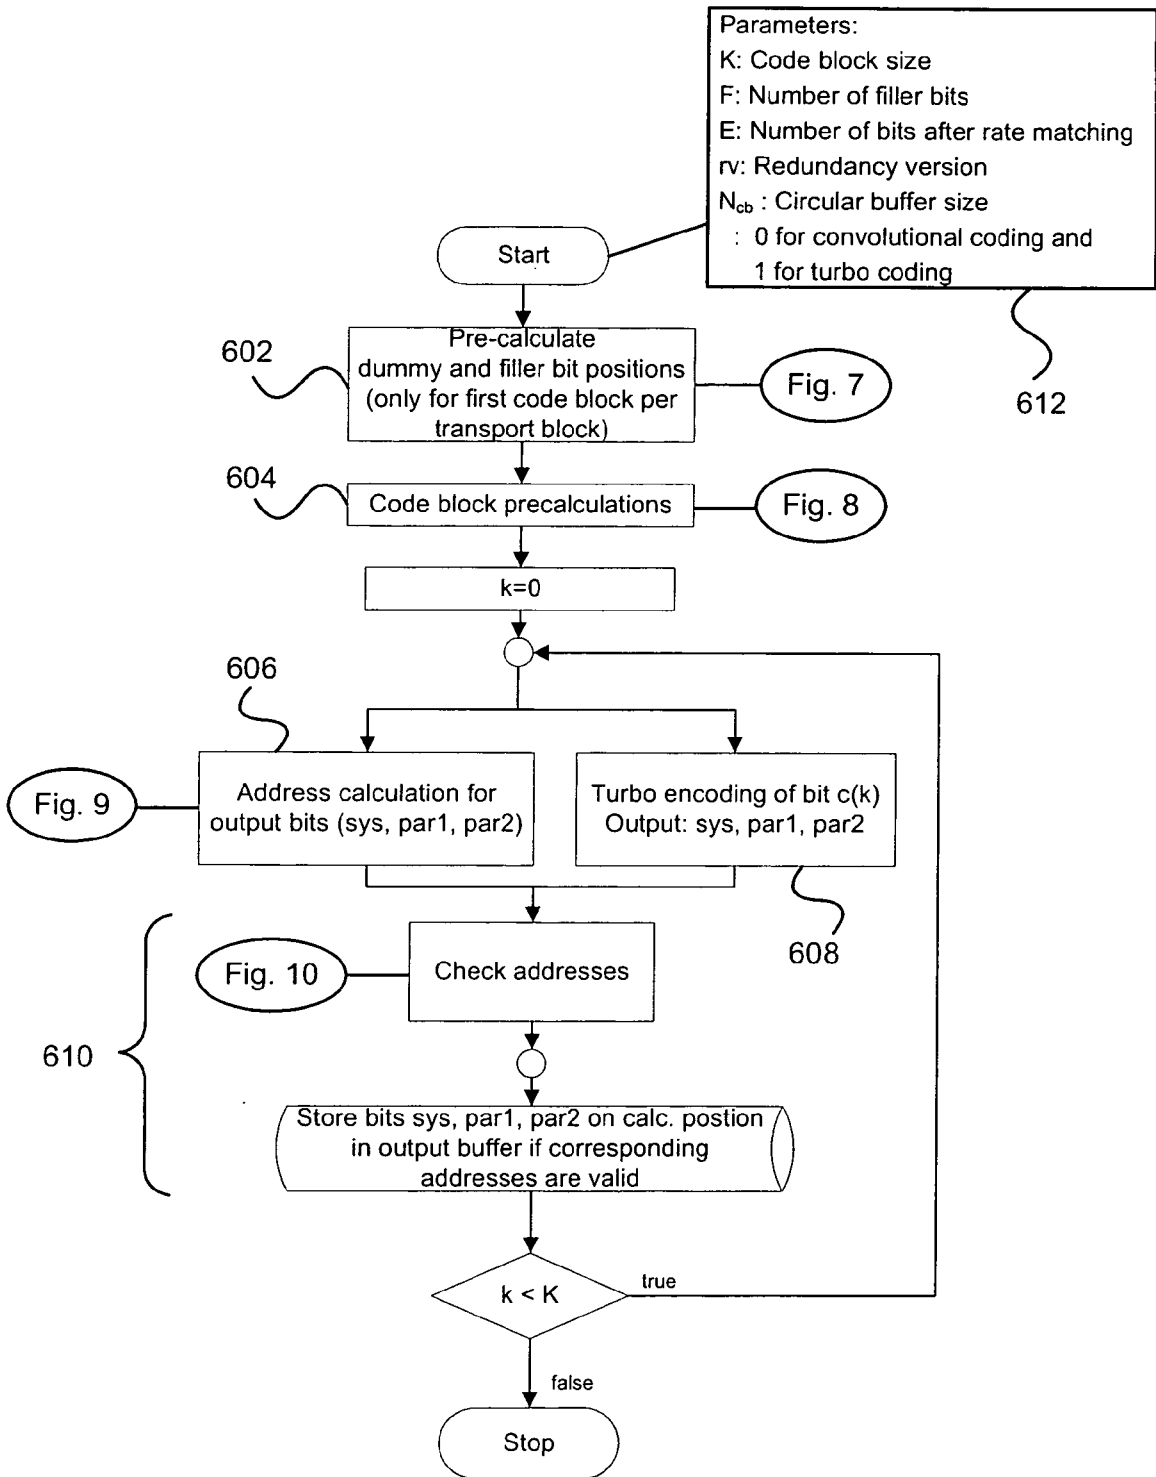 Parameters:
K: Code block size
F: Number of filler bits
E: Number of bits after rate matching
rv: Redundancy version
Ncb : Circular buffer size
: 0 for convolutional coding and
1 for turbo coding
612
Start
602
Pre-calculate
dummy and filler bit positions
(only for first code block per
transport block)
Fig. 7
604
Code block precalculations
Fig. 8
k=0
606
Fig. 9
Address calculation for
output bits (sys, par1, par2)
Turbo encoding of bit c(k)
Output: sys, par1, par2
608
610
Fig. 10
Check addresses
Store bits sys, par1, par2 on calc. postion
in output buffer if corresponding
addresses are valid
k < K
true
false
Stop